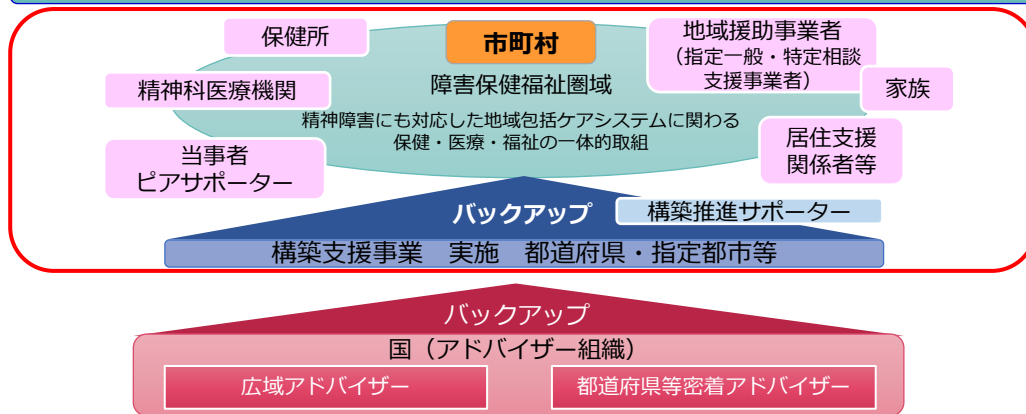 保健所
市町村
地域援助事業者
（指定一般・特定相談
支援事業者）
精神科医療機関
障害保健福祉圏域
家族
精神障害にも対応した地域包括ケアシステムに関わる
保健・医療・福祉の一体的取組
当事者
ピアサポーター
居住支援
関係者等
バックアップ
構築推進サポーター
構築支援事業　実施　都道府県・指定都市等
バックアップ
国（アドバイザー組織）
広域アドバイザー
都道府県等密着アドバイザー